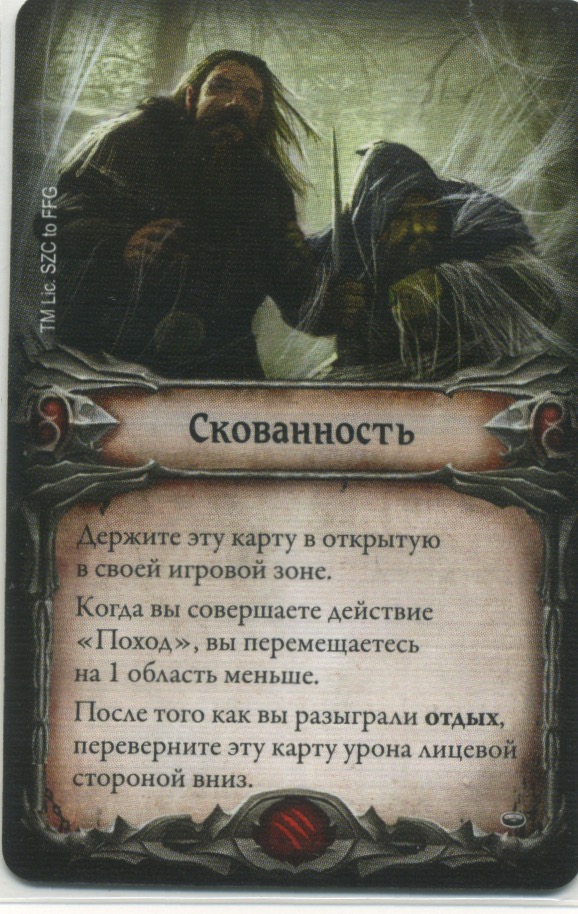 TM Lic. SZC to FFG
Скованность
Держите эту карту в открытую
в своей игровой зоне.
Когда вы совершаете действие
«Поход», вы перемещаетесь
на 1 область меньше.
После того как вы разыграли отдых,
переверните эту карту урона лицевой
стороной вниз.